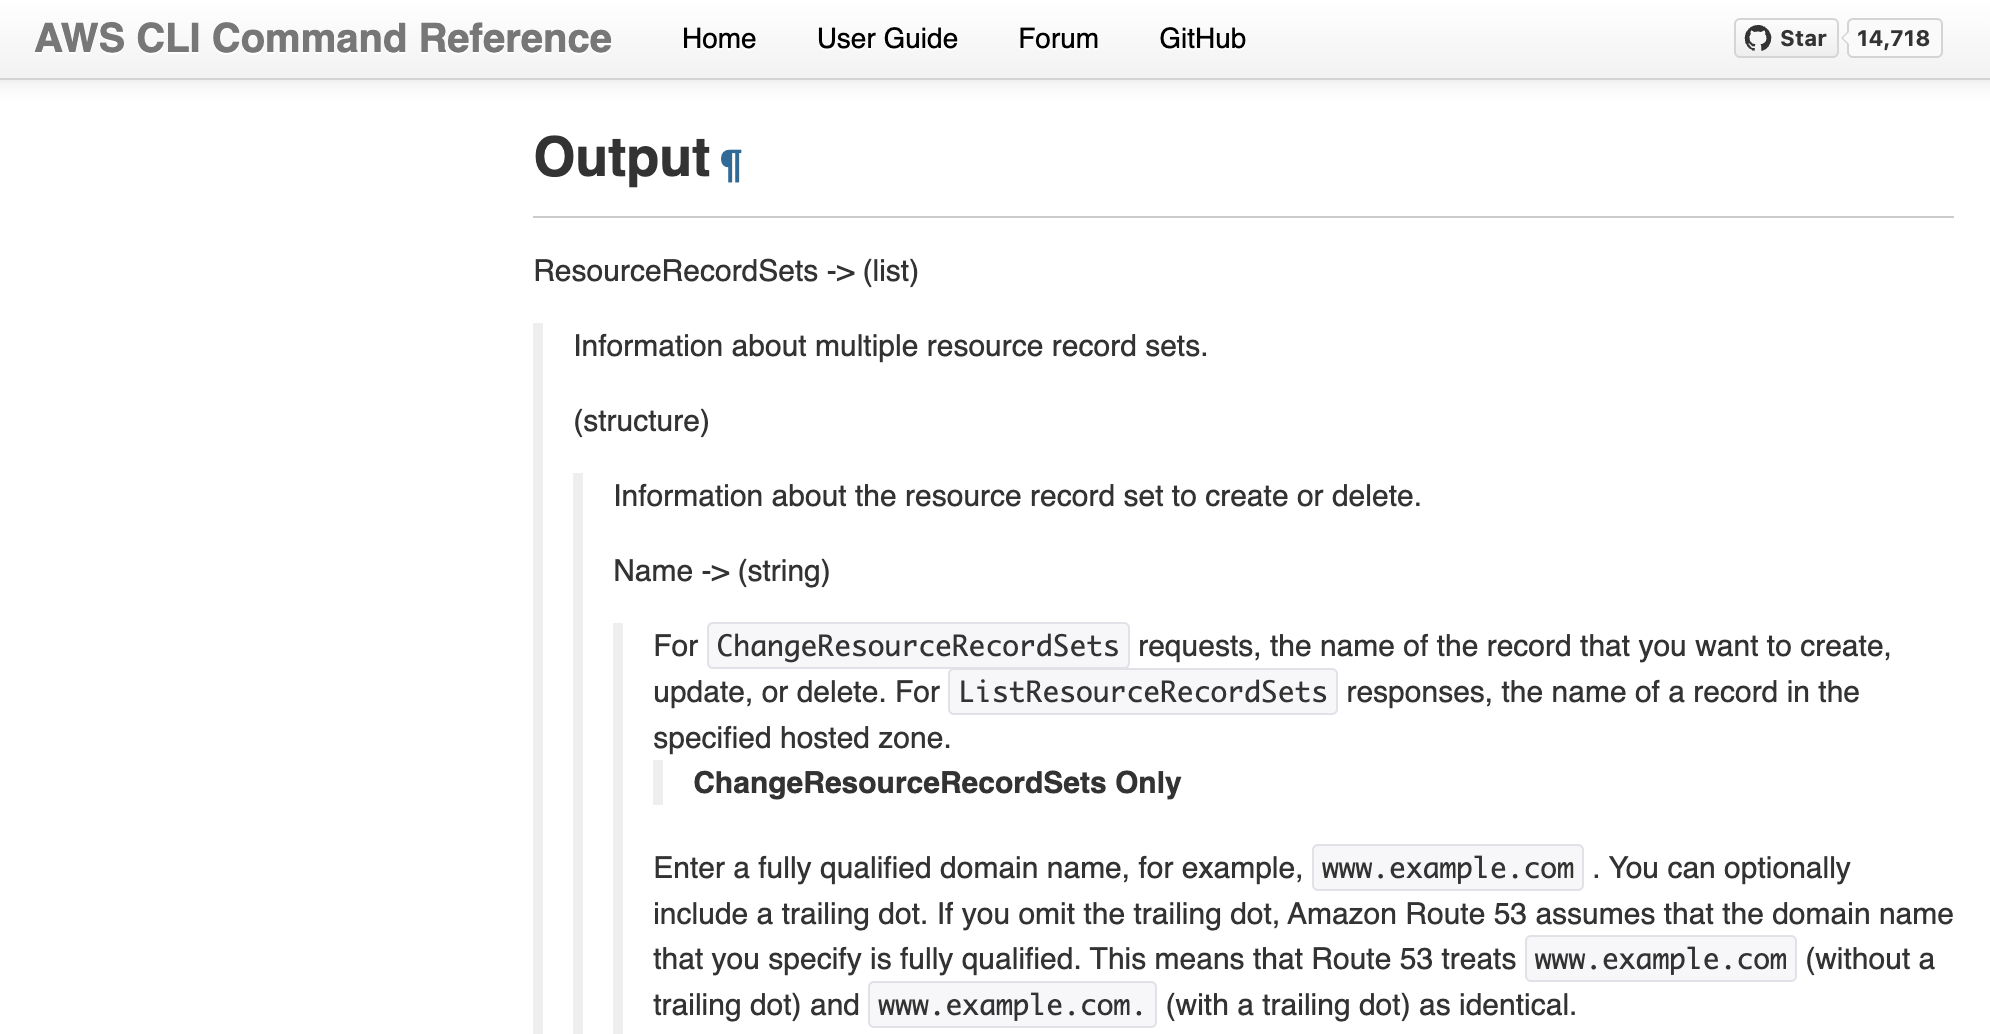 AWS CLI Command Reference Home User Guide Forum GitHub Star 14,718
Output ¶
ResourceRecordSets -> (list)
Information about multiple resource record sets.
(structure)
Information about the resource record set to create or delete.
Name -> (string)
For ChangeResourceRecordSets requests, the name of the record that you want to create,
update, or delete. For ListResourceRecordSets responses, the name of a record in the
specified hosted zone.
ChangeResourceRecordSets Only
Enter a fully qualified domain name, for example, www.example.com . You can optionally
include a trailing dot. If you omit the trailing dot, Amazon Route 53 assumes that the domain name
that you specify is fully qualified. This means that Route 53 treats www.example.com (without a
trailing dot) and www.example.com. (with a trailing dot) as identical.